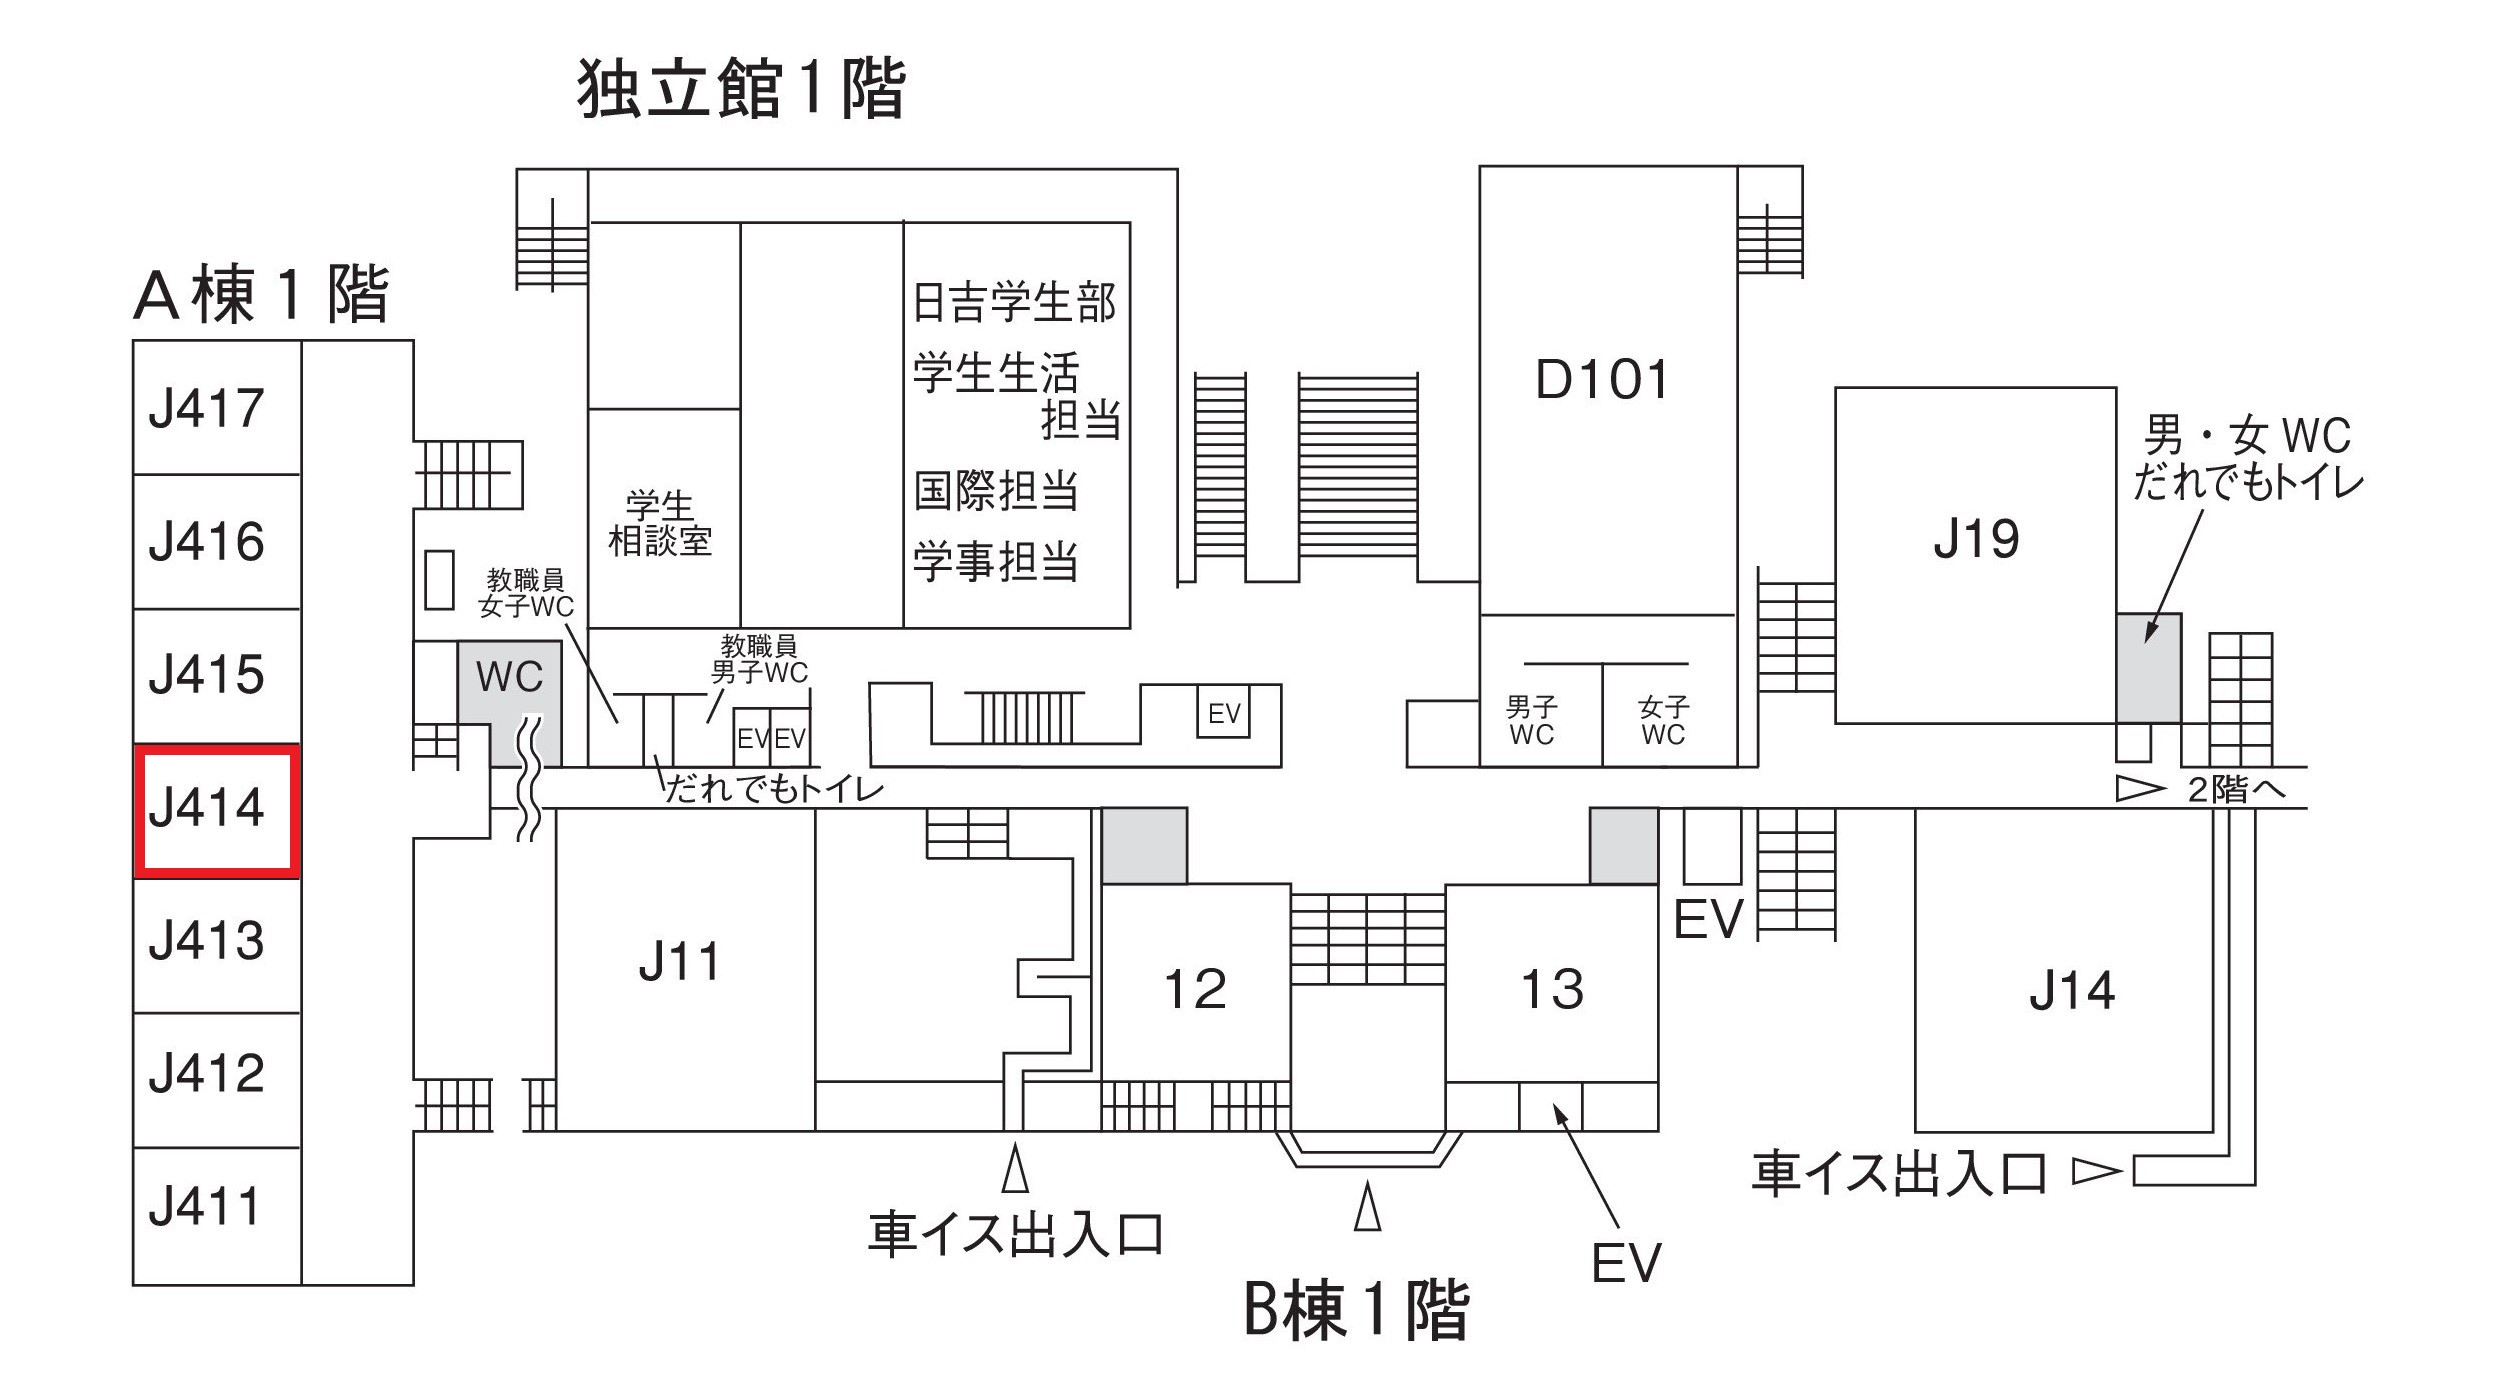 独立館1階
A棟1階
J417
J416
J415
J414
J413
J412
J411
WC
教職員
女子WC
学生
相談室
教職員
男子WC
EV
EV
だれでもトイレ
日吉学生部
学生生活
担当
国際担当
学事担当
EV
D101
男子
WC
女子
WC
J19
男・女WC
だれでもトイレ
2階へ
J11
12
13
EV
J14
車イス出入口
車イス出入口
EV
B棟1階